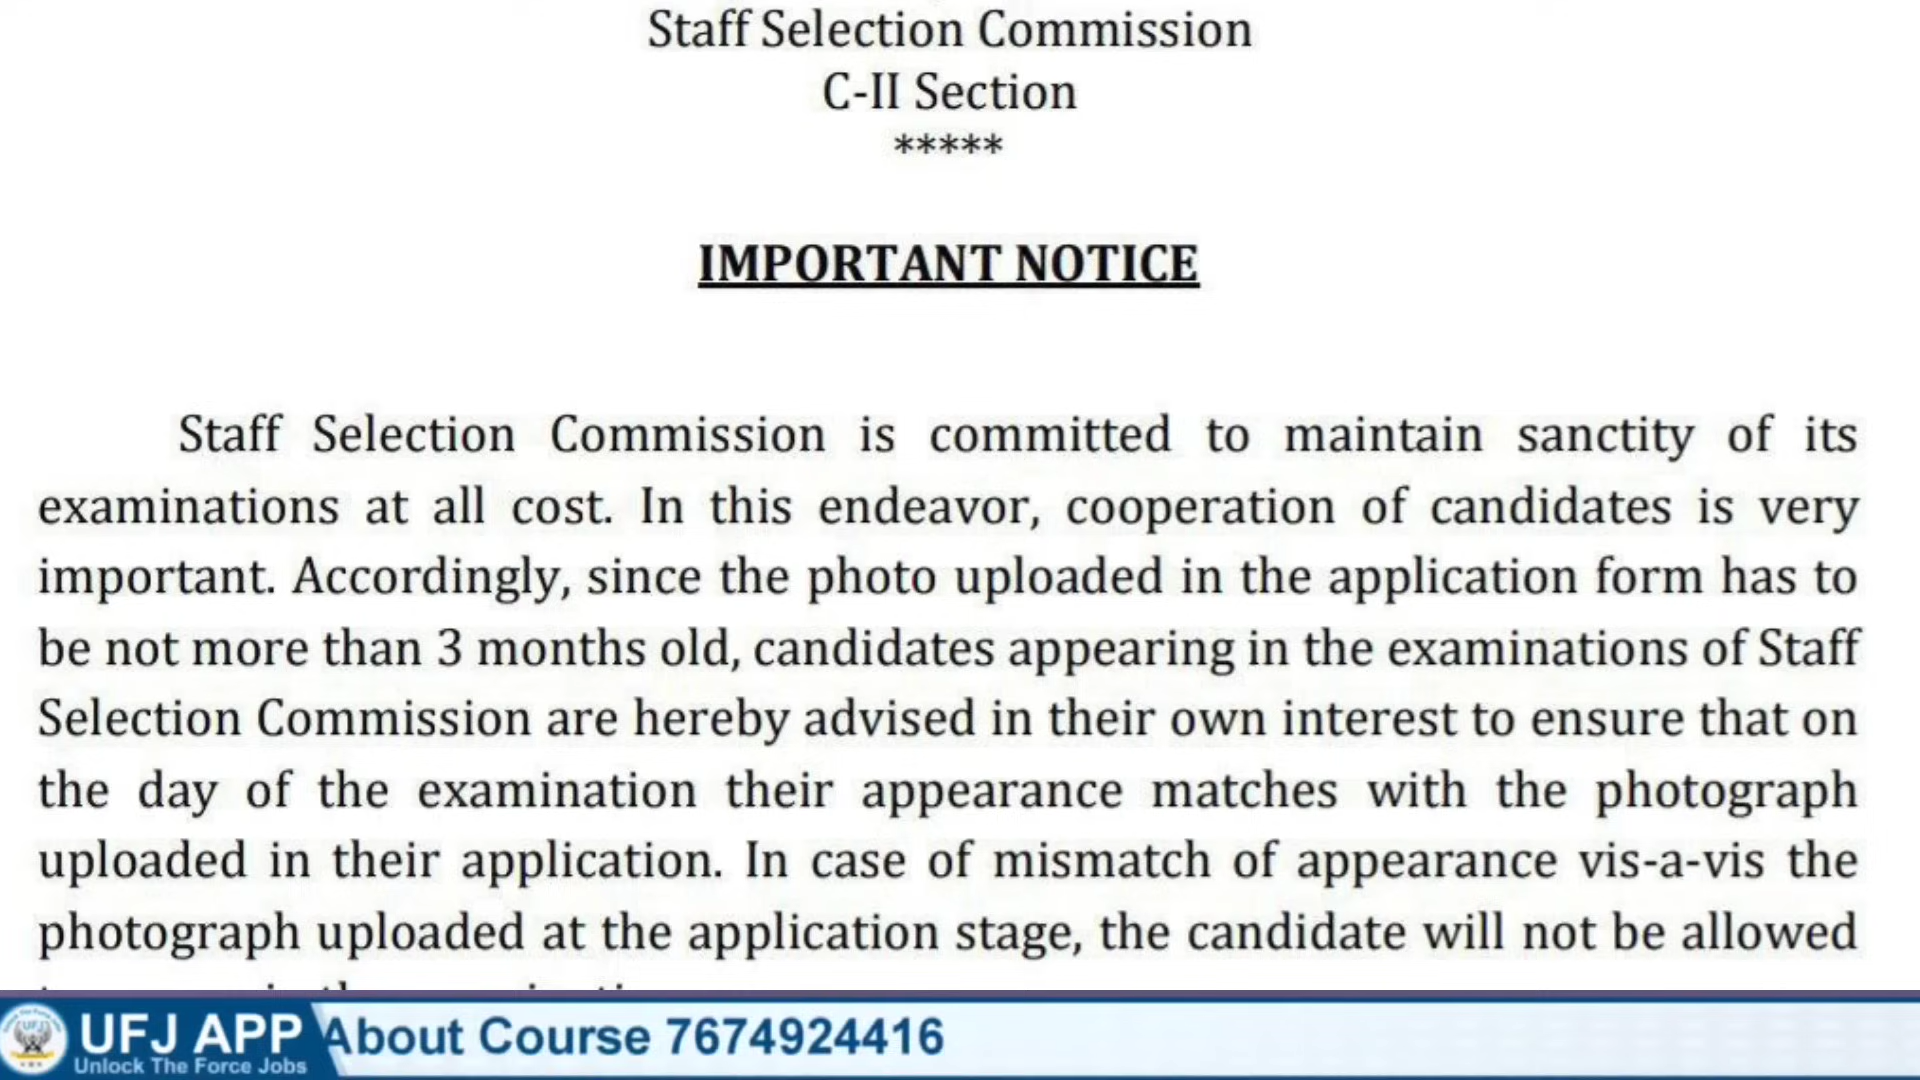 Staff Selection Commission
C-II Section
*****
IMPORTANT NOTICE
Staff Selection Commission is committed to maintain sanctity of its
examinations at all cost. In this endeavor, cooperation of candidates is very
important. Accordingly, since the photo uploaded in the application form has to
be not more than 3 months old, candidates appearing in the examinations of Staff
Selection Commission are hereby advised in their own interest to ensure that on
the day of the examination their appearance matches with the photograph
uploaded in their application. In case of mismatch of appearance vis-a-vis the
photograph uploaded at the application stage, the candidate will not be allowed
UFJ APP About Course 7674924416
Unlock The Force Jobs